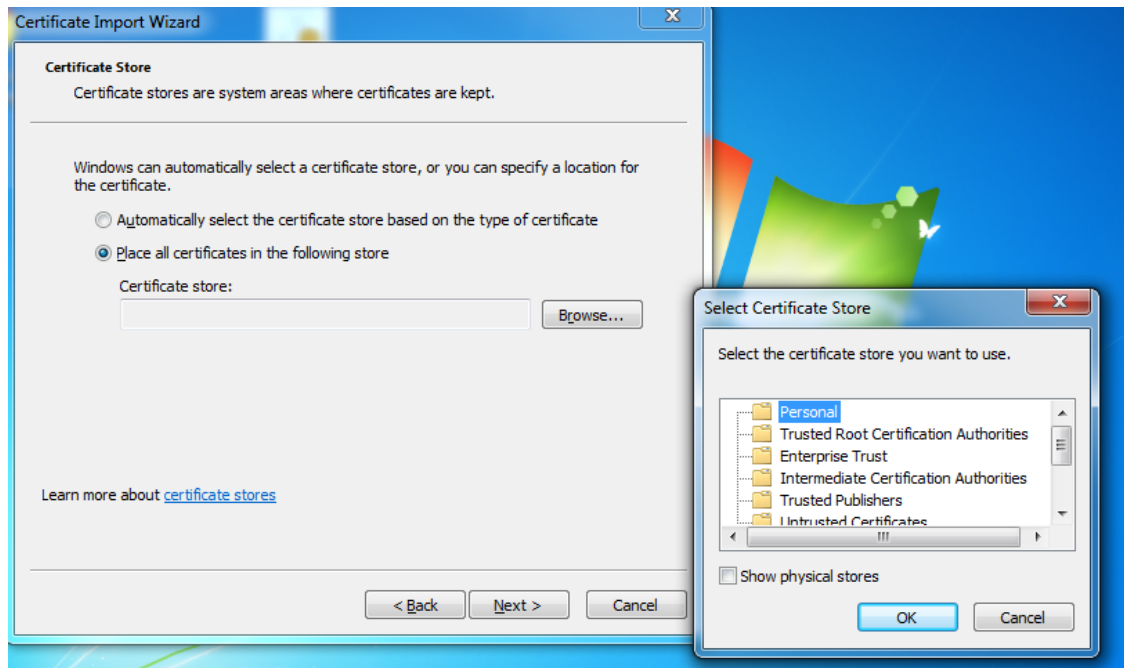 Certificate Import Wizard
Certificate Store
Certificate stores are system areas where certificates are kept.
Windows can automatically select a certificate store, or you can specify a location for
the certificate.
Automatically select the certificate store based on the type of certificate
Place all certificates in the following store
Certificate store:
Browse...
Learn more about certificate stores
< Back
Next >
Cancel
Select Certificate Store
Select the certificate store you want to use.
Personal
Trusted Root Certification Authorities
Enterprise Trust
Intermediate Certification Authorities
Trusted Publishers
Untrusted Certificates
Show physical stores
OK
Cancel